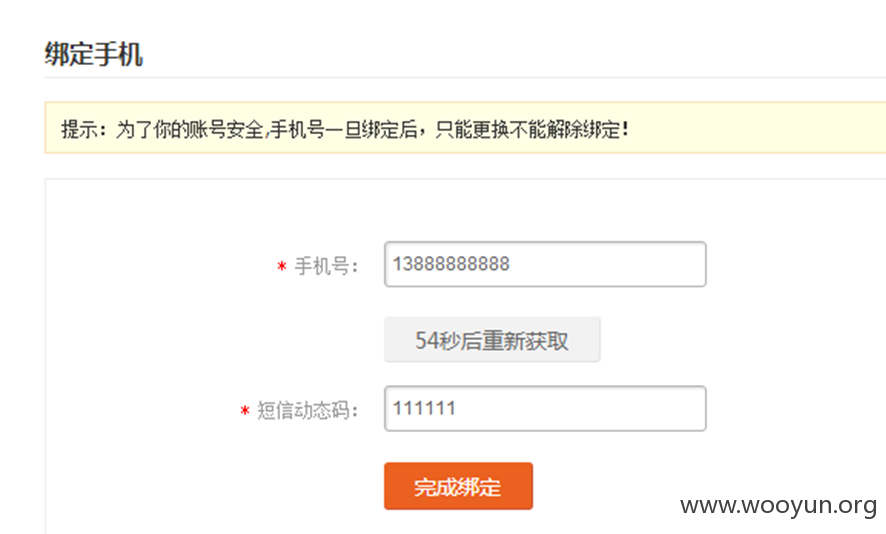 绑定手机
提示：为了你的账号安全,手机号一旦绑定后，只能更换不能解除绑定！
* 手机号： 13888888888
54秒后重新获取
* 短信动态码： 111111
完成绑定
www.wooyun.org